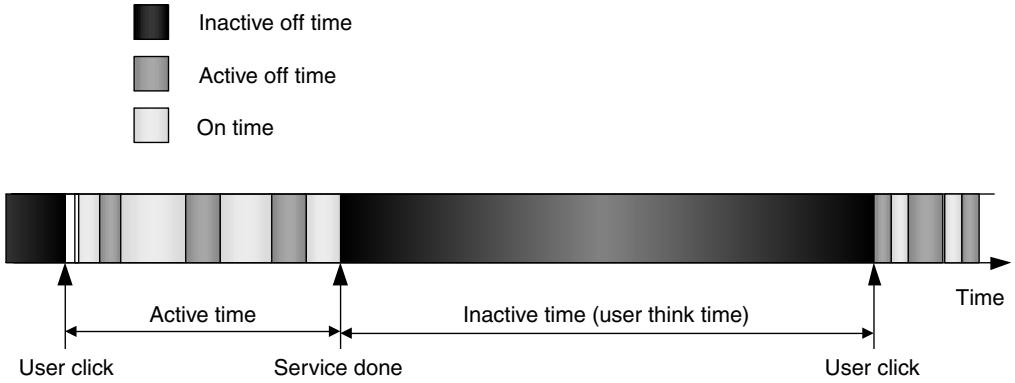 Inactive off time
Active off time
On time
Time
Active time
Inactive time (user think time)
User click
Service done
User click